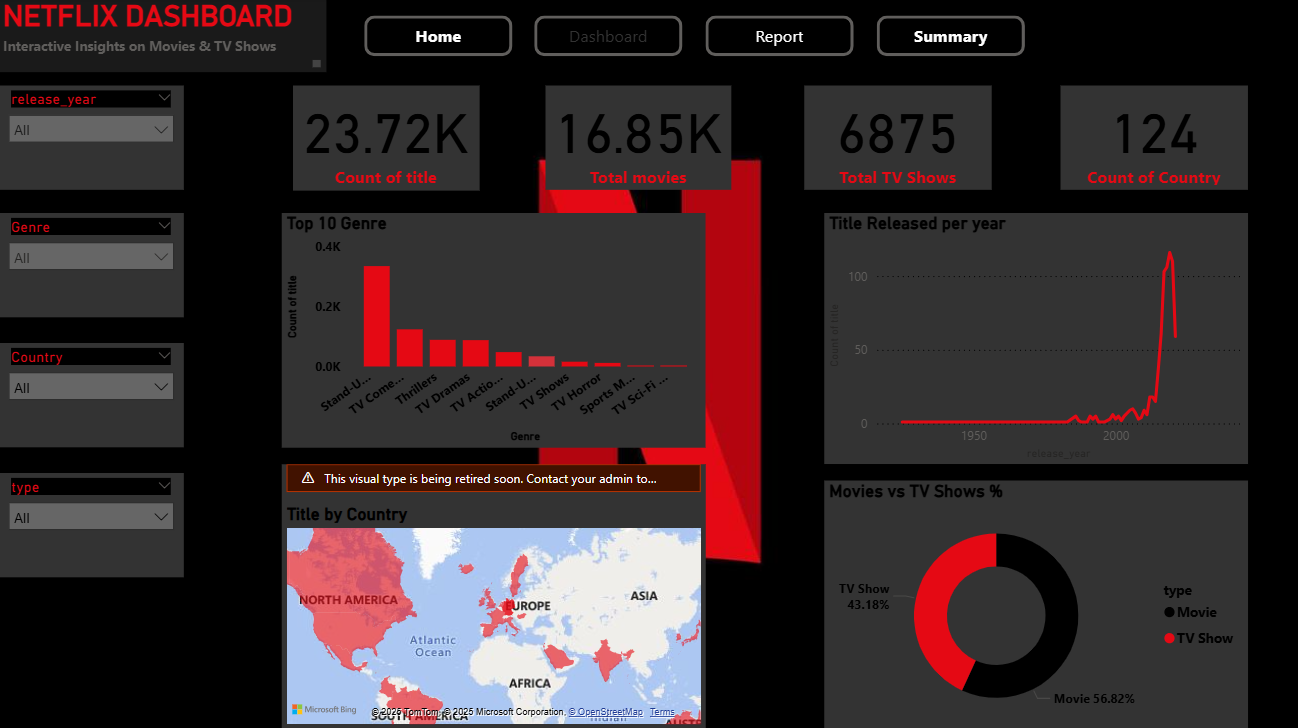 NETFLIX DASHBOARD
Interactive Insights on Movies & TV Shows
Home
Dashboard
Report
Summary
release_year
All
Genre
All
Country
All
type
All
23.72K
Count of title
16.85K
Total movies
6875
Total TV Shows
124
Count of Country
Top 10 Genre
Count of title
0.4K
0.2K
0.0K
Stand-U...
TV Come...
Thrillers
TV Dramas
TV Actio...
Stand-U...
TV Shows
TV Horror
Sports M...
TV Sci-Fi ...
Genre
Title Released per year
Count of title
100
50
0
1950
2000
release_year
This visual type is being retired soon. Contact your admin to...
Title by Country
NORTH AMERICA
EUROPE
ASIA
Atlantic
Ocean
AFRICA
SOUTH AMERICA
Indian
AUST
Microsoft Bing
TomTom, © 2025 Microsoft Corporation, © OpenStreetMap Terms
Movies vs TV Shows %
TV Show
43.18%
Movie 56.82%
type
Movie
TV Show